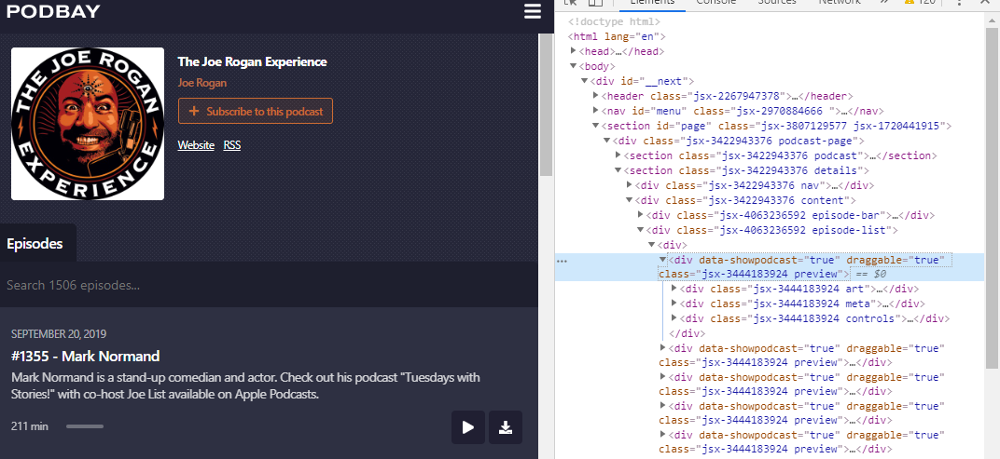 PODBAY
THE JOE ROGAN
EXPERIENCE
The Joe Rogan Experience
Joe Rogan
+ Subscribe to this podcast
Website RSS
Episodes
Search 1506 episodes...
SEPTEMBER 20, 2019
#1355 - Mark Normand
Mark Normand is a stand-up comedian and actor. Check out his podcast "Tuesdays with
Stories!" with co-host Joe List available on Apple Podcasts.
211 min
Elements Console Sources Network » 120
<!doctype html>
<html lang="en">
<head>…</head>
<body>
<div id="__next">
<header class="jsx-2267947378">…</header>
<nav id="menu" class="jsx-2970884666 ">…</nav>
<section id="page" class="jsx-3807129577 jsx-1720441915">
<div class="jsx-3422943376 podcast-page">
<section class="jsx-3422943376 podcast">…</section>
<section class="jsx-3422943376 details">
<div class="jsx-3422943376 nav">…</div>
<div class="jsx-3422943376 content">
<div class="jsx-4063236592 episode-bar">…</div>
<div class="jsx-4063236592 episode-list">
<div>
… <div data-showpodcast="true" draggable="true"
class="jsx-3444183924 preview"> == $0
<div class="jsx-3444183924 art">…</div>
<div class="jsx-3444183924 meta">…</div>
<div class="jsx-3444183924 controls">…</div>
</div>
<div data-showpodcast="true" draggable="true"
class="jsx-3444183924 preview">…</div>
<div data-showpodcast="true" draggable="true"
class="jsx-3444183924 preview">…</div>
<div data-showpodcast="true" draggable="true"
class="jsx-3444183924 preview">…</div>
<div data-showpodcast="true" draggable="true"
class="jsx-3444183924 preview">…</div>